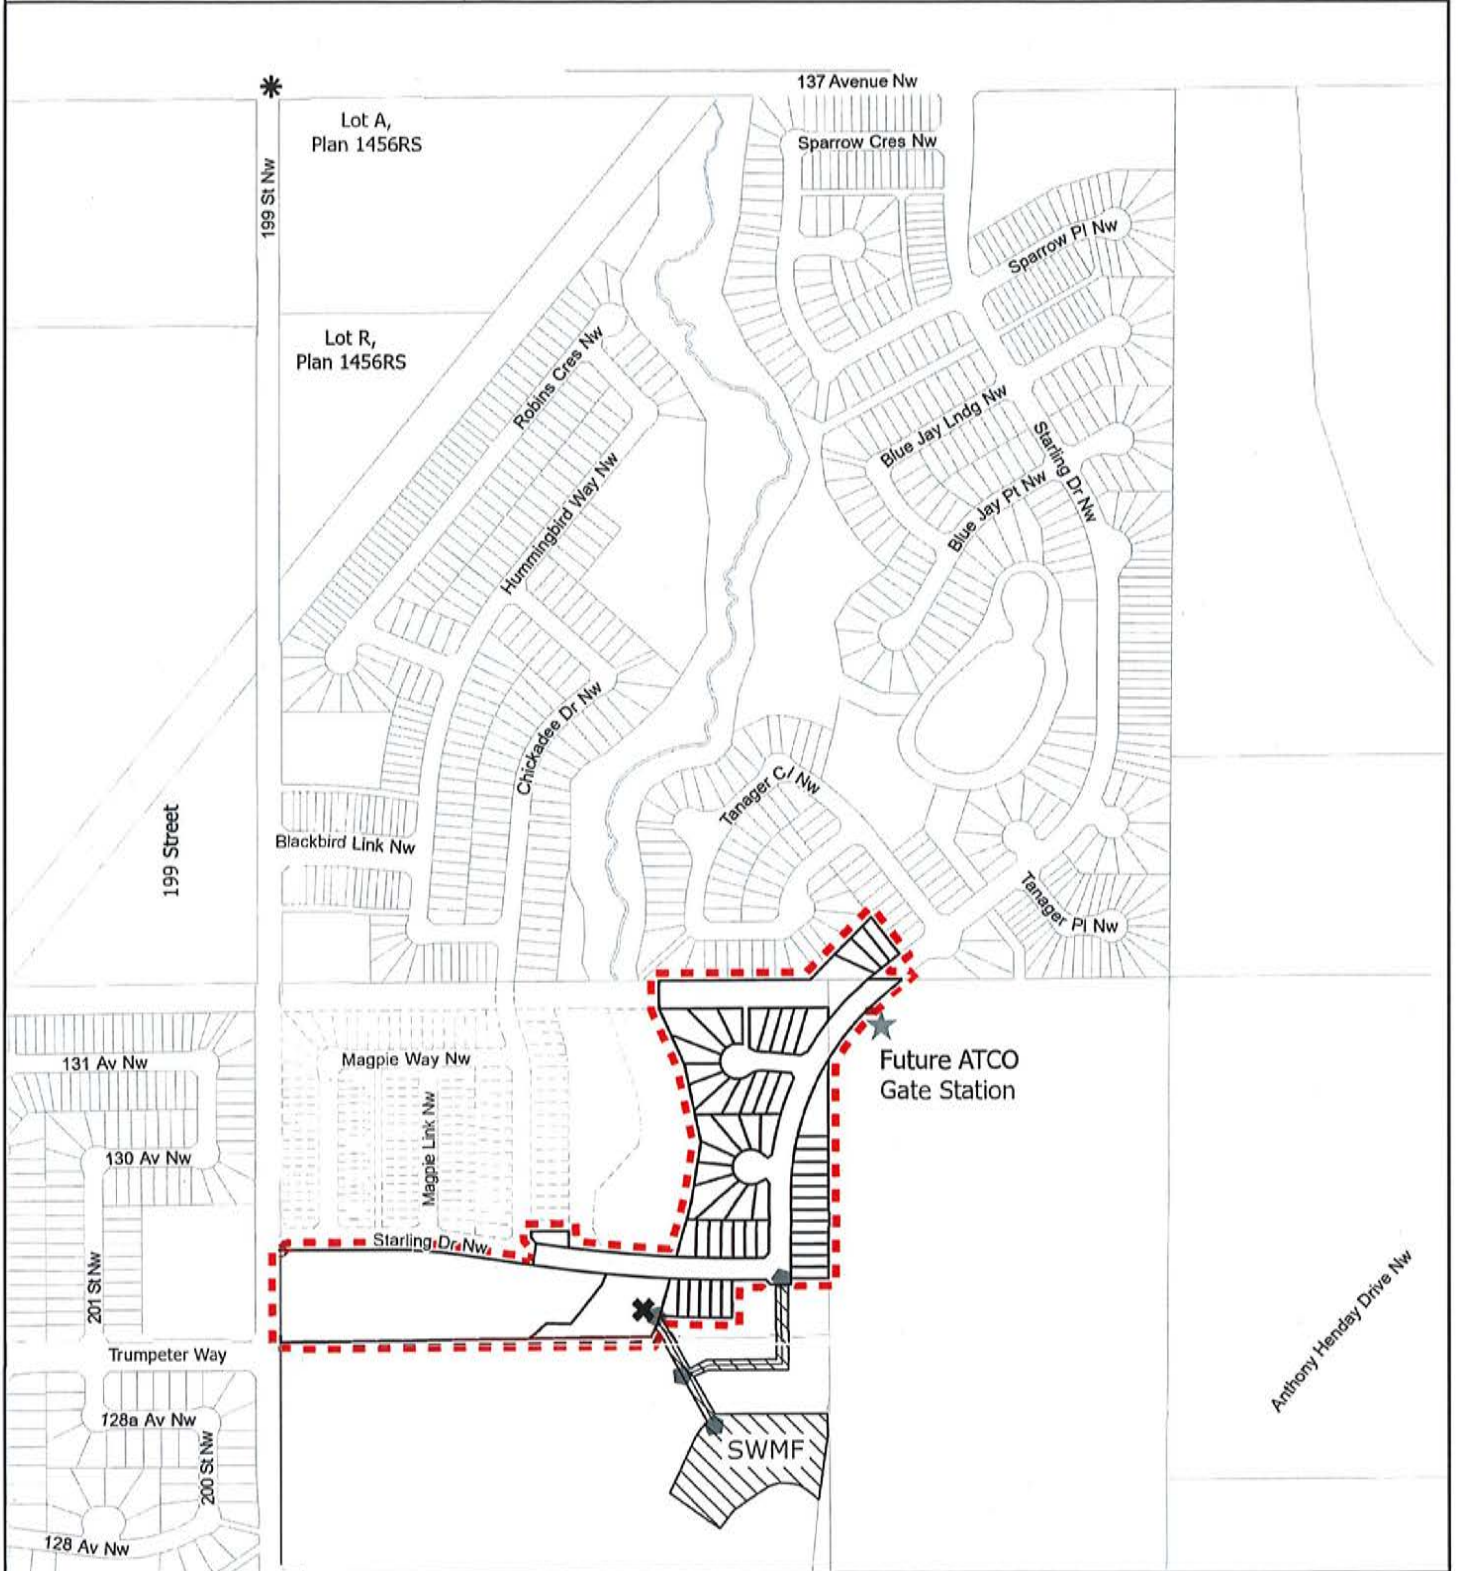 137 Avenue Nw
Lot A,
Plan 1456RS
Sparrow Cres Nw
199 St Nw
Sparrow Pl Nw
Lot R,
Plan 1456RS
Robins Cres Nw
Blue Jay Lndg Nw
Starling Dr Nw
Hummingbird Way Nw
Blue Jay Pt Nw
Chickadee Dr Nw
Tanager Cl Nw
199 Street
Blackbird Link Nw
Tanager Pl Nw
131 Av Nw
Magpie Way Nw
Future ATCO
Gate Station
Magpie Link Nw
130 Av Nw
Starling Dr Nw
201 St Nw
Anthony Henday Drive Nw
Trumpeter Way
128a Av Nw
200 St Nw
SWMF
128 Av Nw